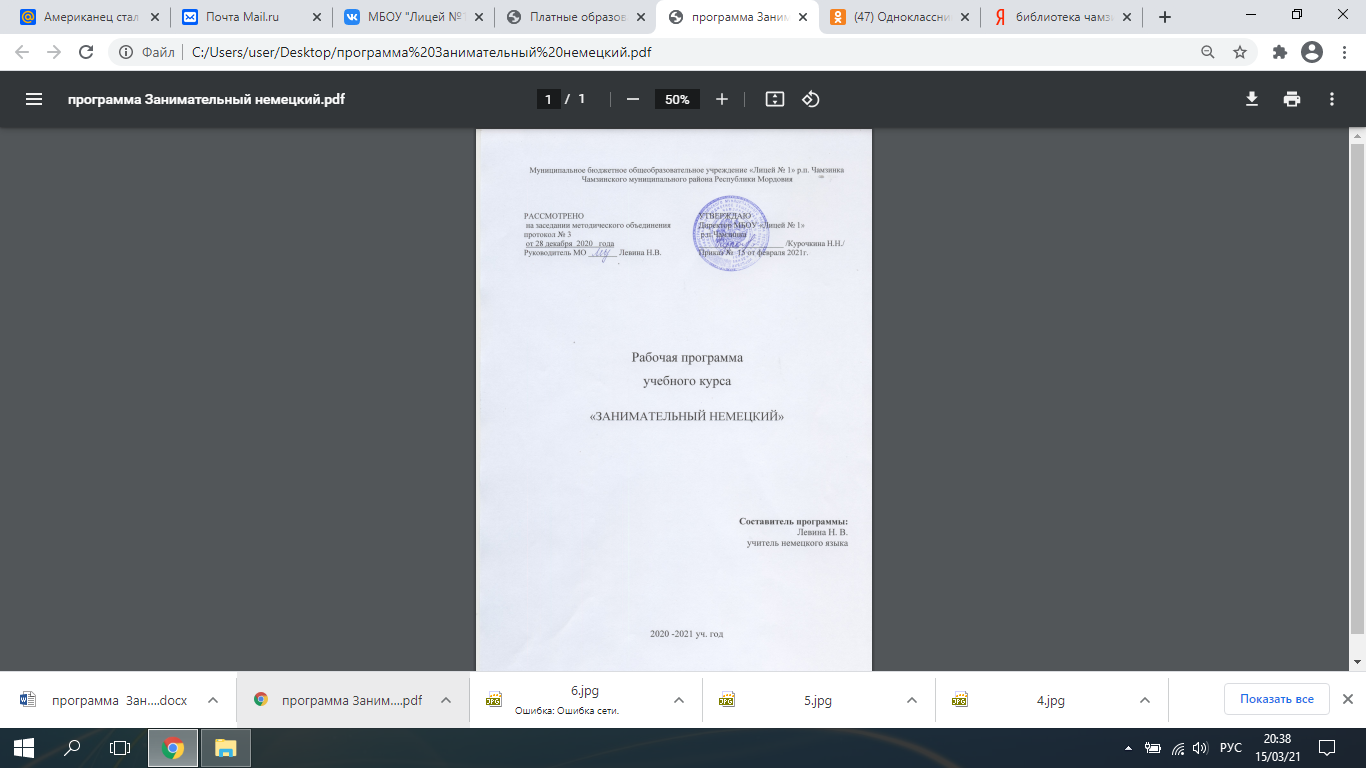 Американец стал
Почта Mail.ru
МБОУ "Лицей №
Платные образов
программа Заним
(47) Одноклассни
библиотека чамз
Файл
C:/Users/user/Desktop/программа%20Занимательный%20немецкий.pdf
программа Занимательный немецкий.pdf
1 / 1
50%
Муниципальное бюджетное общеобразовательное учреждение «Лицей № 1» р.п. Чамзинка
Чамзинского муниципального района Республики Мордовия
РАССМОТРЕНО
на заседании методического объединения
протокол № 3
от 28 декабря 2020 года
Руководитель МО Левина Н.В.
УТВЕРЖДАЮ
Директор МБОУ «Лицей № 1»
р.п.Чамзинка
/Курочкина Н.Н./
Приказ № 15 от февраля 2021г.
Рабочая программа
учебного курса
«ЗАНИМАТЕЛЬНЫЙ НЕМЕЦКИЙ»
Составитель программы:
Левина Н. В.
учитель немецкого языка
2020 -2021 уч. год
программа Зан....docx
программа Заним....pdf
6.jpg
Ошибка: Ошибка сети.
5.jpg
4.jpg
Показать все
РУС
20:38
15/03/21